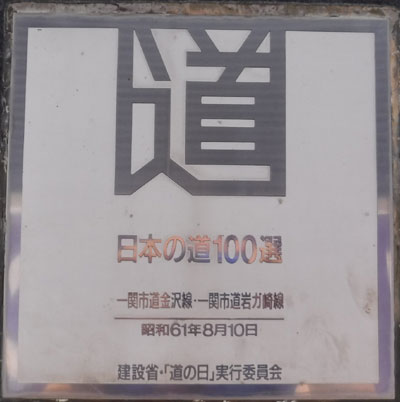 道
日本の道100選
一関市道金沢線・一関市道岩ガ崎線
昭和61年8月10日
建設省・「道の日」実行委員会